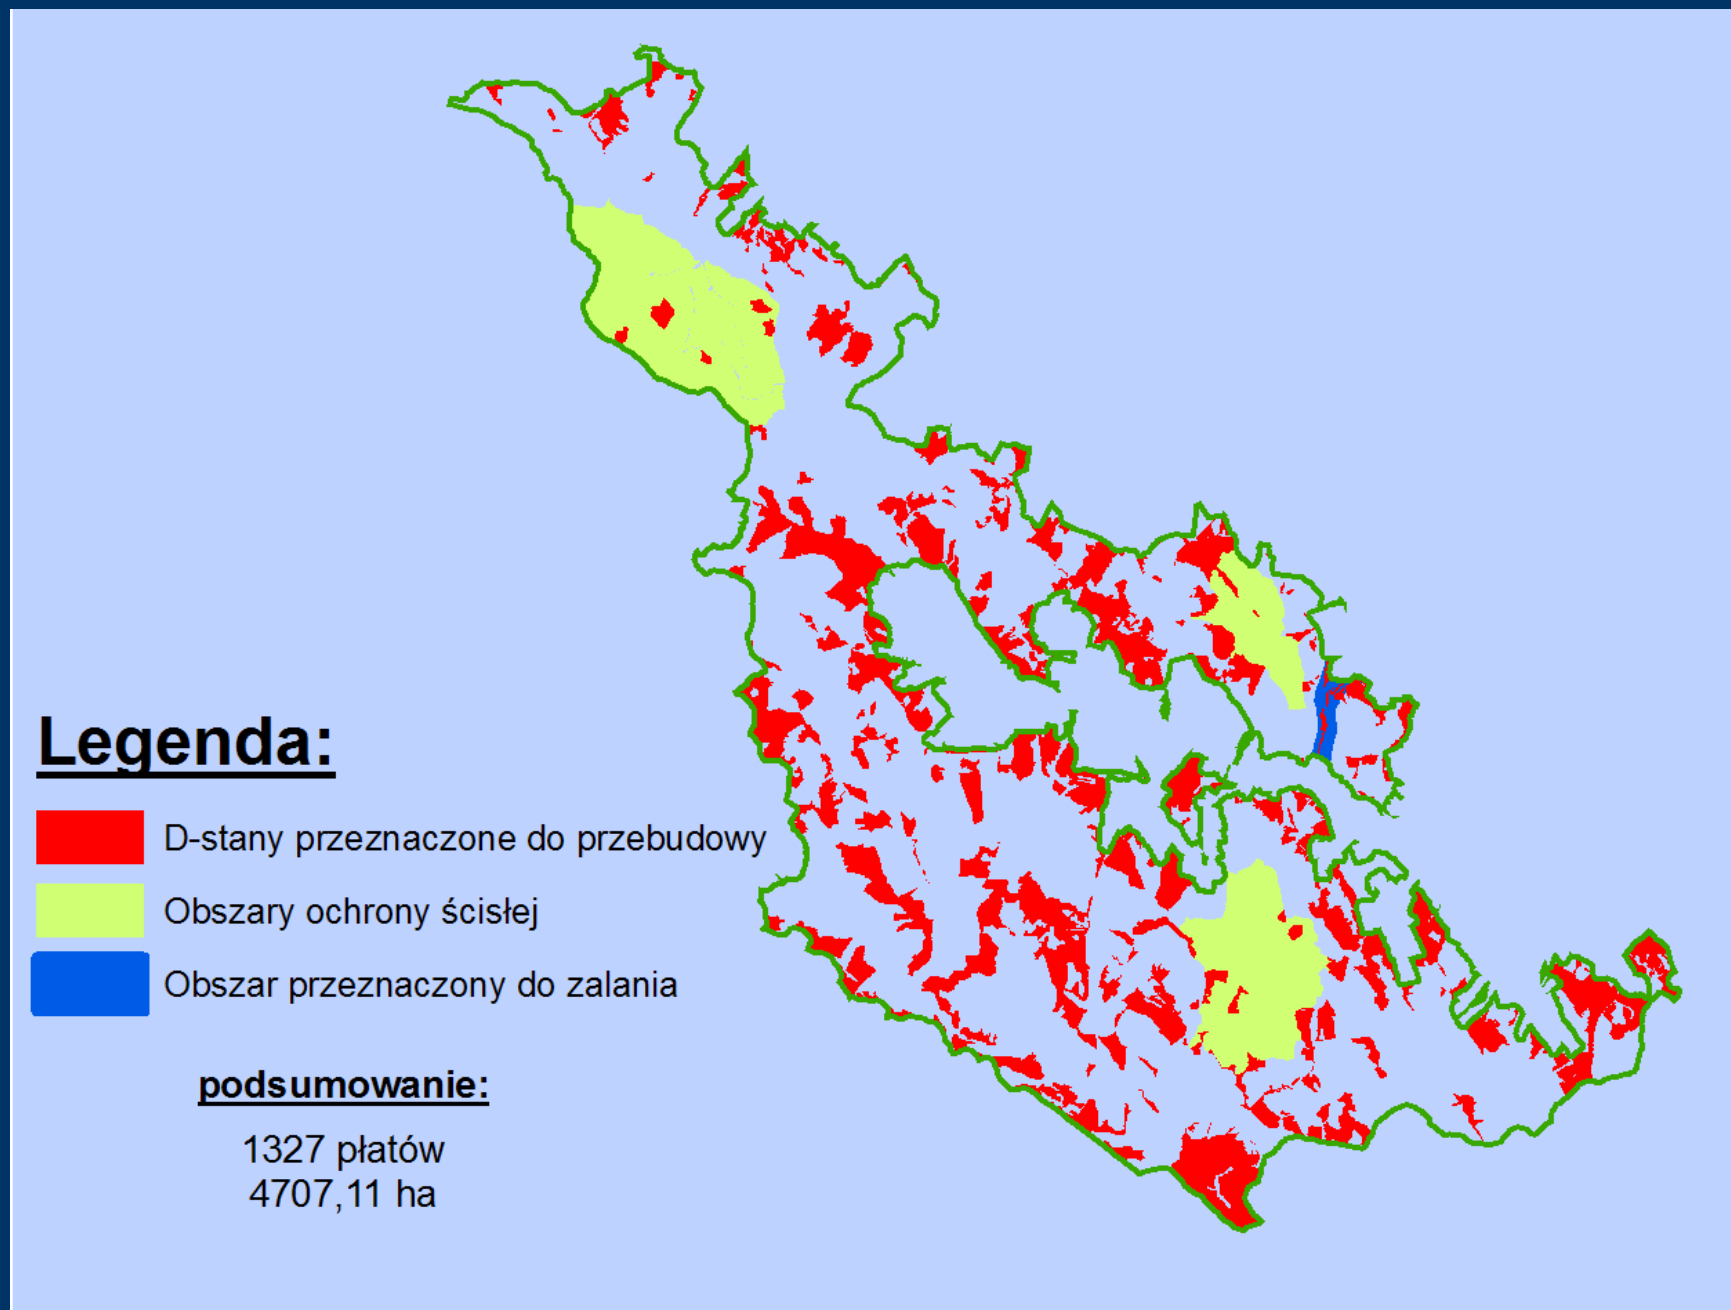 Legenda:
D-stany przeznaczone do przebudowy
Obszary ochrony ścisłej
Obszar przeznaczony do zalania
podsumowanie:
1327 płatów
4707,11 ha